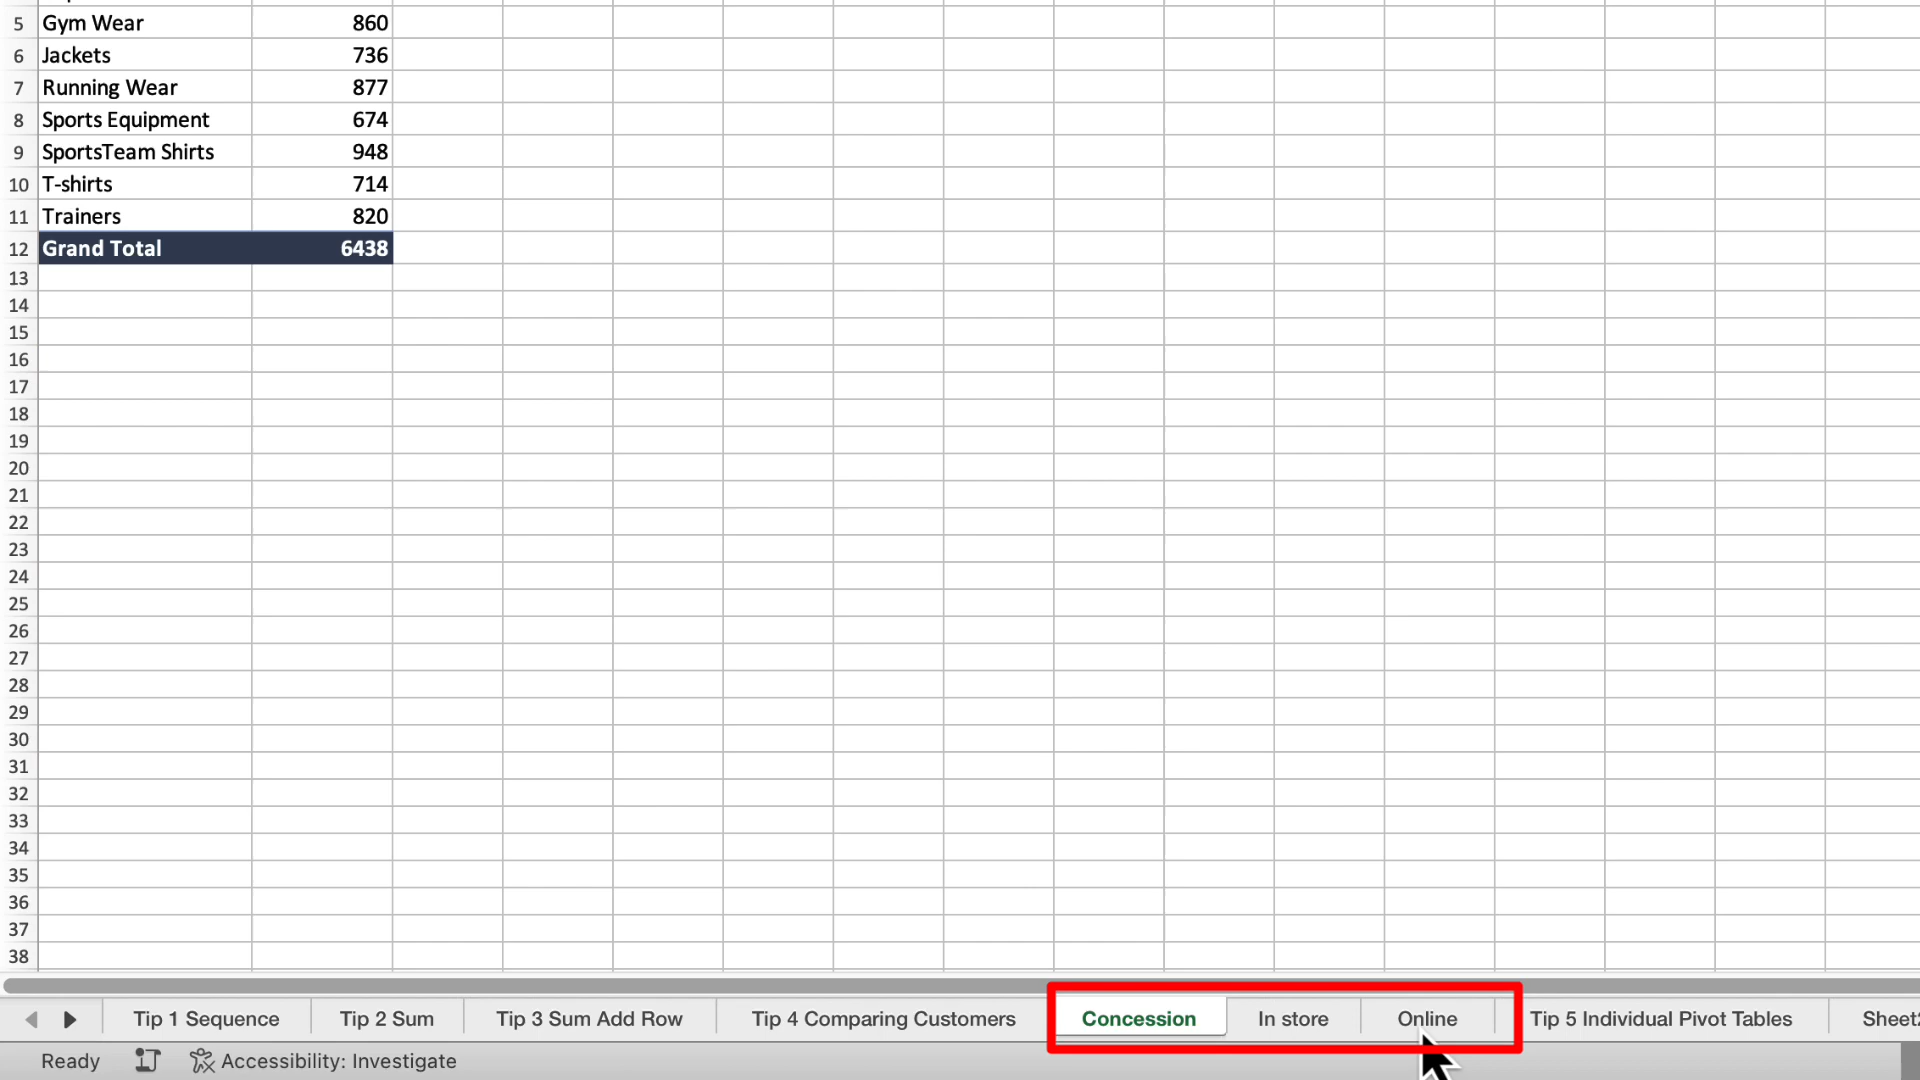 5 Gym Wear 860
6 Jackets 736
7 Running Wear 877
8 Sports Equipment 674
9 SportsTeam Shirts 948
10 T-shirts 714
11 Trainers 820
12 Grand Total 6438
13
14
15
16
17
18
19
20
21
22
23
24
25
26
27
28
29
30
31
32
33
34
35
36
37
38
Tip 1 Sequence Tip 2 Sum Tip 3 Sum Add Row Tip 4 Comparing Customers Concession In store Online Tip 5 Individual Pivot Tables Sheet2
Ready Accessibility: Investigate